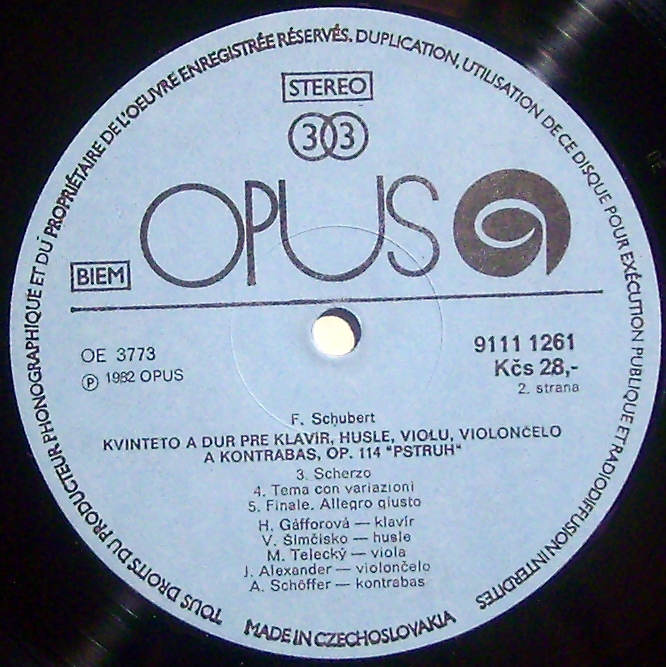 TOUS DROITS DU PRODUCTEUR PHONOGRAPHIQUE ET DU PROPRIÉTAIRE DE L'OEUVRE ENREGISTRÉE RÉSERVÉS. DUPLICATION, UTILISATION DE CE DISQUE POUR EXÉCUTION PUBLIQUE ET RADIODIFFUSION INTERDITES
STEREO
33
OPUS
BIEM
OE 3773
℗ 1982 OPUS
9111 1261
Kčs 28,-
2. strana
F. Schubert
KVINTETO A DUR PRE KLAVÍR, HUSLE, VIOLU, VIOLONČELO
A KONTRABAS, OP. 114 "PSTRUH"
3. Scherzo
4. Tema con variazioni
5. Finale. Allegro giusto
H. Gáfforová — klavír
V. Šimčisko — husle
M. Telecký — viola
J. Alexander — violončelo
A. Schöffer — kontrabas
MADE IN CZECHOSLOVAKIA